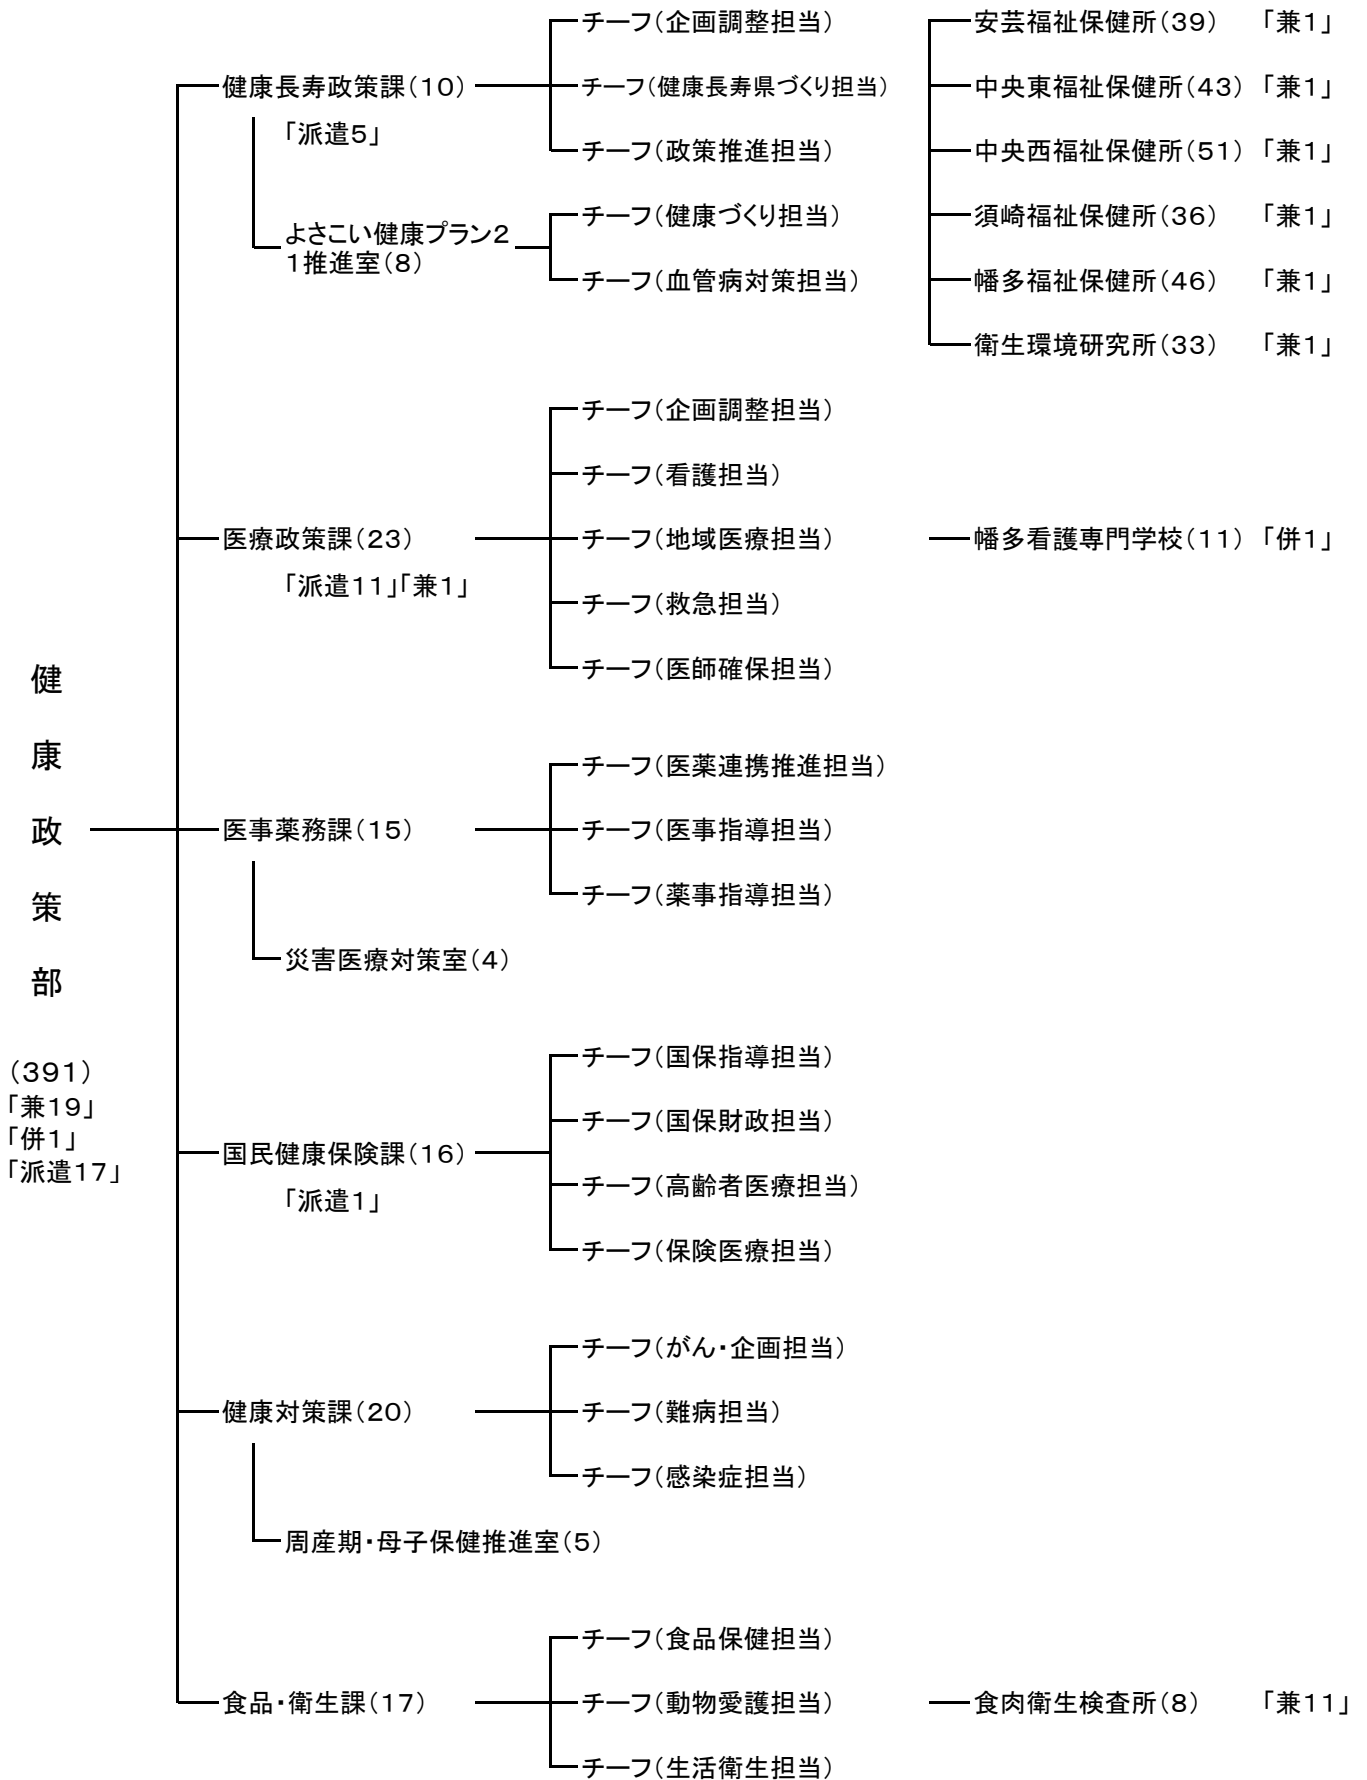 健康政策部
(391)
「兼19」
「併1」
「派遣17」
健康長寿政策課(10)
「派遣5」
チーフ(企画調整担当)
チーフ(健康長寿県づくり担当)
チーフ(政策推進担当)
よさこい健康プラン2
1推進室(8)
チーフ(健康づくり担当)
チーフ(血管病対策担当)
安芸福祉保健所(39) 「兼1」
中央東福祉保健所(43) 「兼1」
中央西福祉保健所(51) 「兼1」
須崎福祉保健所(36) 「兼1」
幡多福祉保健所(46) 「兼1」
衛生環境研究所(33) 「兼1」
医療政策課(23)
「派遣11」「兼1」
チーフ(企画調整担当)
チーフ(看護担当)
チーフ(地域医療担当)
チーフ(救急担当)
チーフ(医師確保担当)
幡多看護専門学校(11) 「併1」
医事薬務課(15)
チーフ(医薬連携推進担当)
チーフ(医事指導担当)
チーフ(薬事指導担当)
災害医療対策室(4)
国民健康保険課(16)
「派遣1」
チーフ(国保指導担当)
チーフ(国保財政担当)
チーフ(高齢者医療担当)
チーフ(保険医療担当)
健康対策課(20)
チーフ(がん・企画担当)
チーフ(難病担当)
チーフ(感染症担当)
周産期・母子保健推進室(5)
食品・衛生課(17)
チーフ(食品保健担当)
チーフ(動物愛護担当)
チーフ(生活衛生担当)
食肉衛生検査所(8) 「兼11」